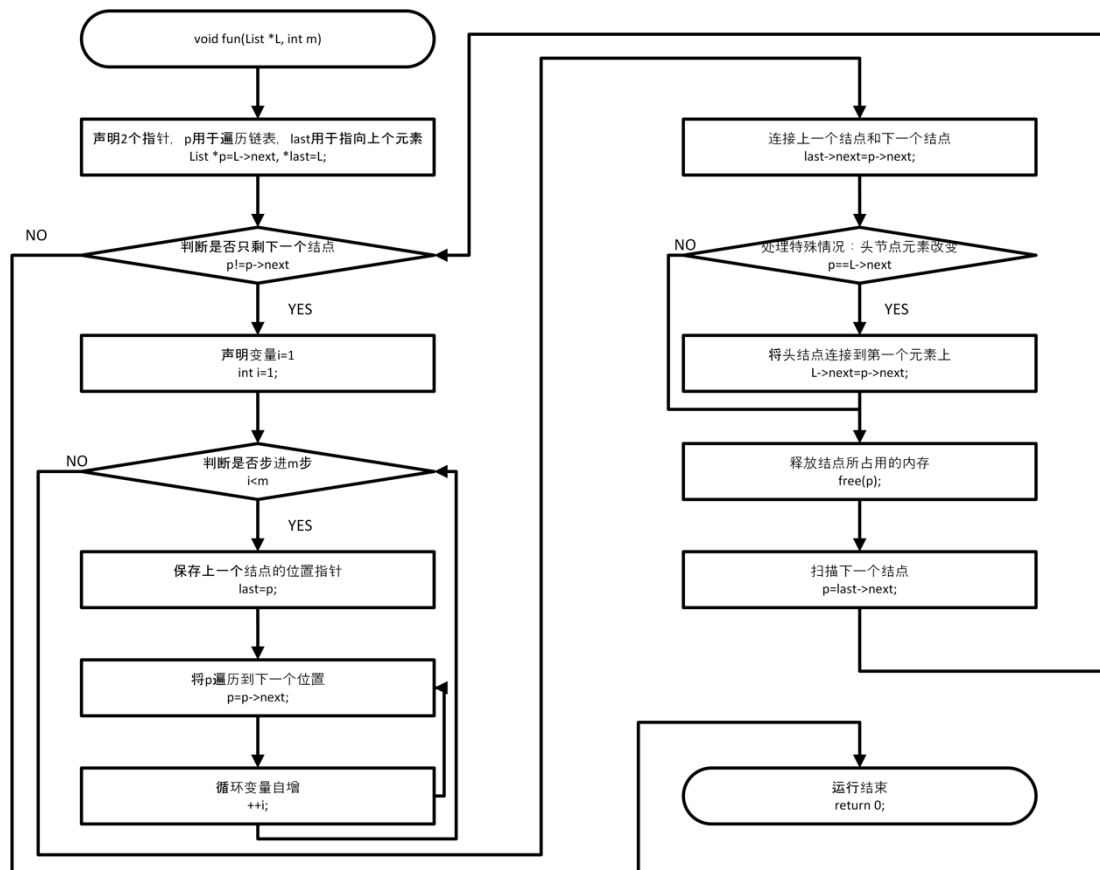 void fun(List *L, int m)
声明2个指针，p用于遍历链表，last用于指向上个元素
List *p=L->next, *last=L;
NO
判断是否只剩下一个结点
p!=p->next
YES
声明变量i=1
int i=1;
NO
判断是否步进m步
i<m
YES
保存上一个结点的位置指针
last=p;
将p遍历到下一个位置
p=p->next;
循环变量自增
++i;
连接上一个结点和下一个结点
last->next=p->next;
NO
处理特殊情况：头节点元素改变
p==L->next
YES
将头结点连接到第一个元素上
L->next=p->next;
释放结点所占用的内存
free(p);
扫描下一个结点
p=last->next;
运行结束
return 0;